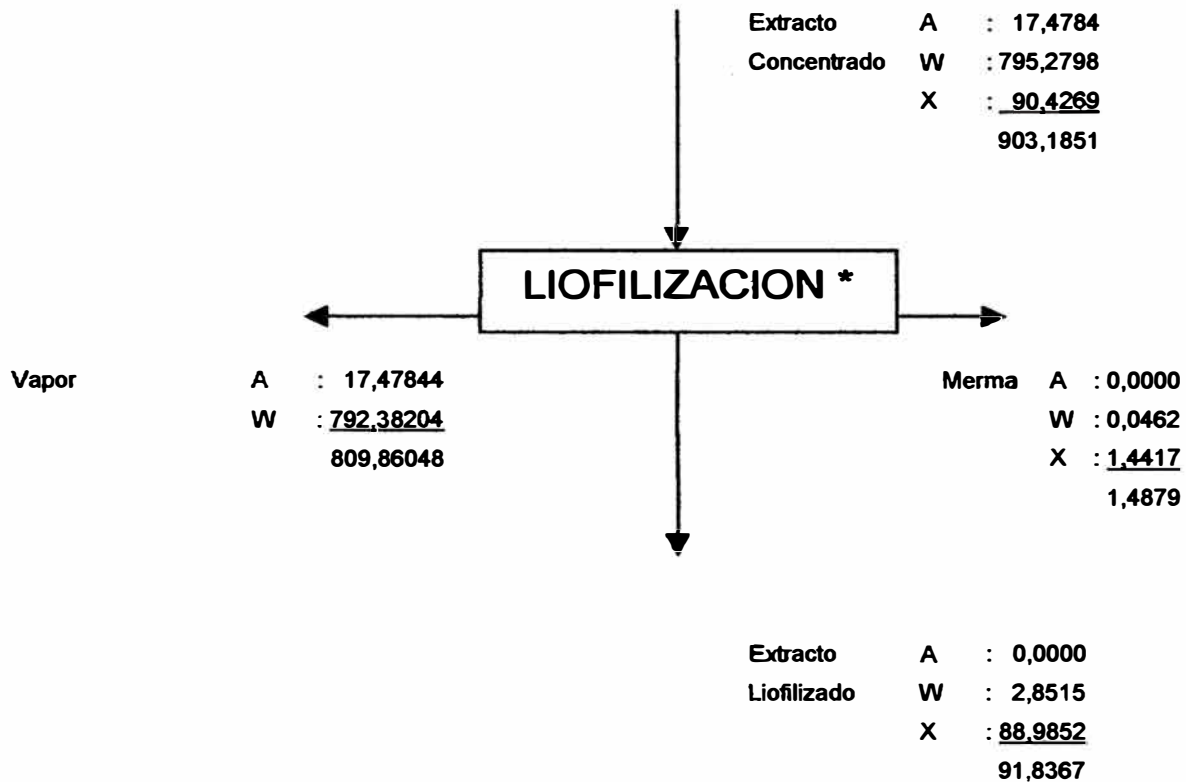 Extracto A : 17,4784
Concentrado W : 795,2798
X : 90,4269
903,1851
LIOFILIZACION *
Vapor A : 17,47844
W : 792,38204
809,86048
Merma A : 0,0000
W : 0,0462
X : 1,4417
1,4879
Extracto A : 0,0000
Liofilizado W : 2,8515
X : 88,9852
91,8367